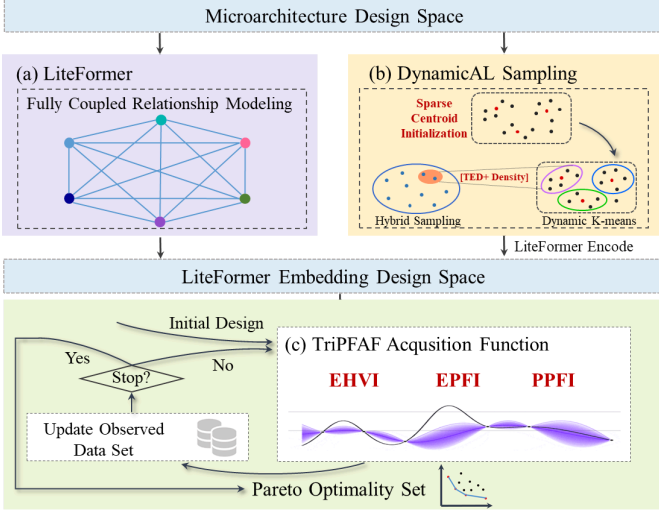 Microarchitecture Design Space
(a) LiteFormer
Fully Coupled Relationship Modeling
(b) DynamicAL Sampling
Sparse
Centroid
Initialization
[TED+ Density]
Hybrid Sampling
Dynamic K-means
LiteFormer Encode
LiteFormer Embedding Design Space
Initial Design
Yes
No
Stop?
(c) TriPFAF Acqusition Function
EHVI
EPFI
PPFI
Update Observed
Data Set
Pareto Optimality Set